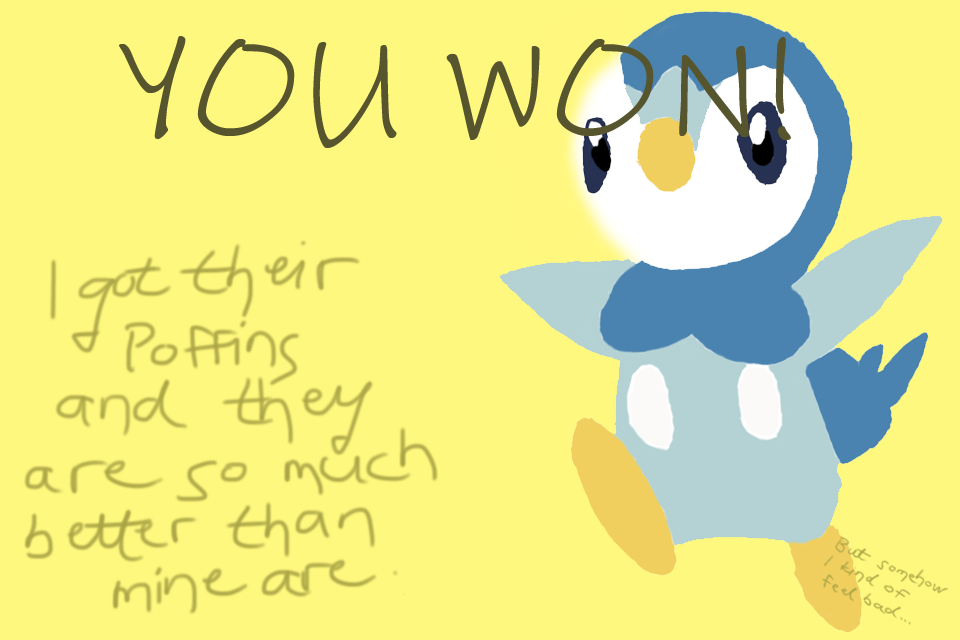 YOU WON!
I got their
Poffins
and they
are so much
better than
mine are.
But somehow
I kind of
feel bad...